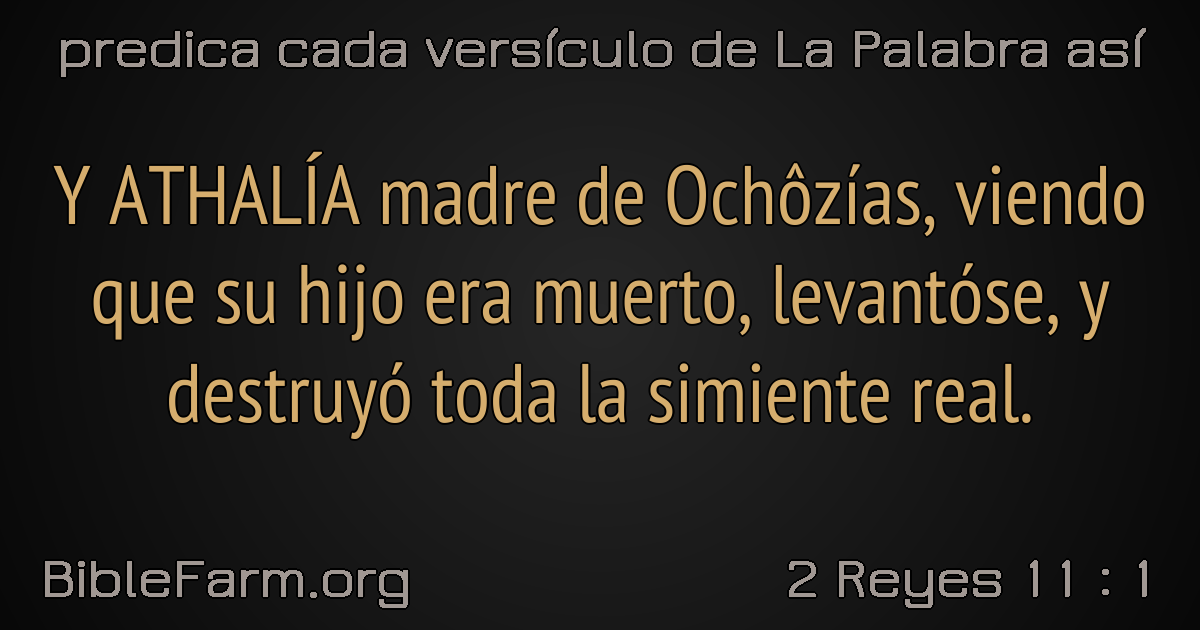 predica cada versículo de La Palabra así
Y ATHALÍA madre de Ochôzías, viendo
que su hijo era muerto, levantóse, y
destruyó toda la simiente real.
BibleFarm.org
2 Reyes 11 : 1